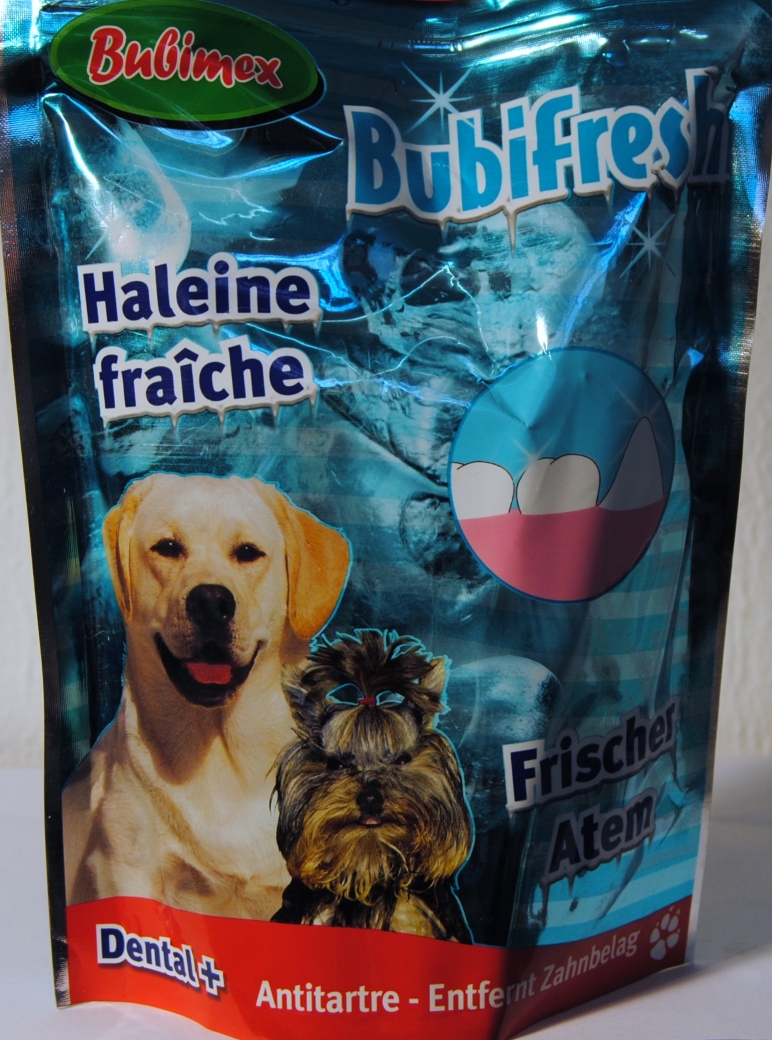 Bubimex
Bubifresh
Haleine
fraîche
Frischer
Atem
Dental+
Antitartre - Entfernt Zahnbelag